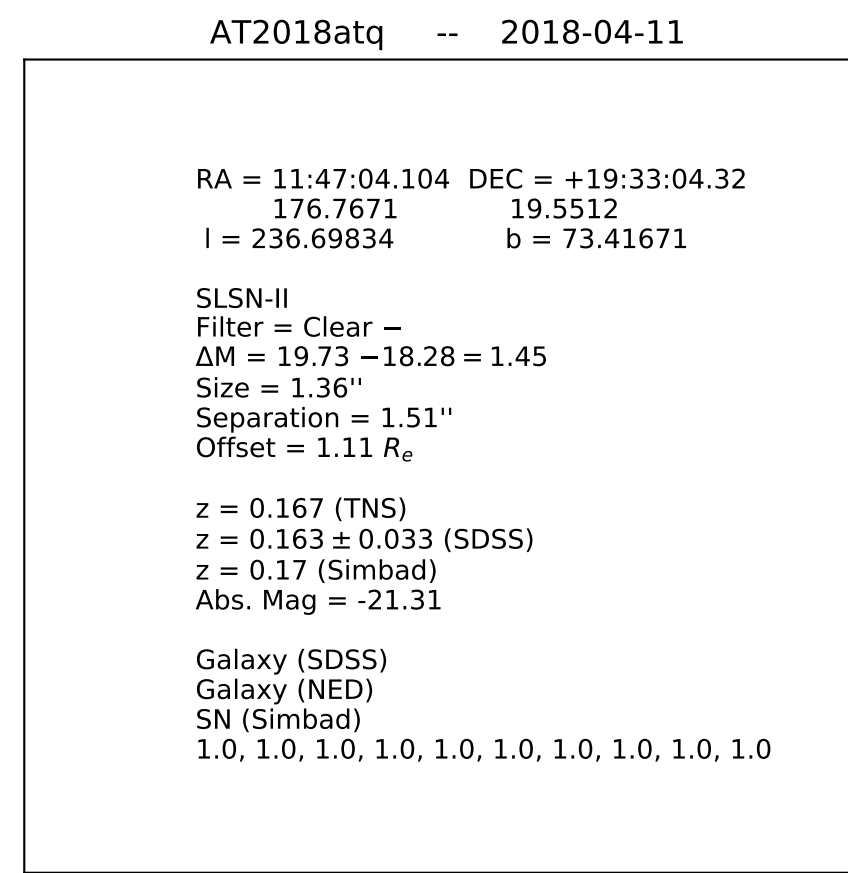 AT2018atq -- 2018-04-11
RA = 11:47:04.104 DEC = +19:33:04.32
176.7671 19.5512
l = 236.69834 b = 73.41671
SLSN-II
Filter = Clear −
ΔM = 19.73 −18.28 = 1.45
Size = 1.36''
Separation = 1.51''
Offset = 1.11 Re
z = 0.167 (TNS)
z = 0.163 ± 0.033 (SDSS)
z = 0.17 (Simbad)
Abs. Mag = -21.31
Galaxy (SDSS)
Galaxy (NED)
SN (Simbad)
1.0, 1.0, 1.0, 1.0, 1.0, 1.0, 1.0, 1.0, 1.0, 1.0